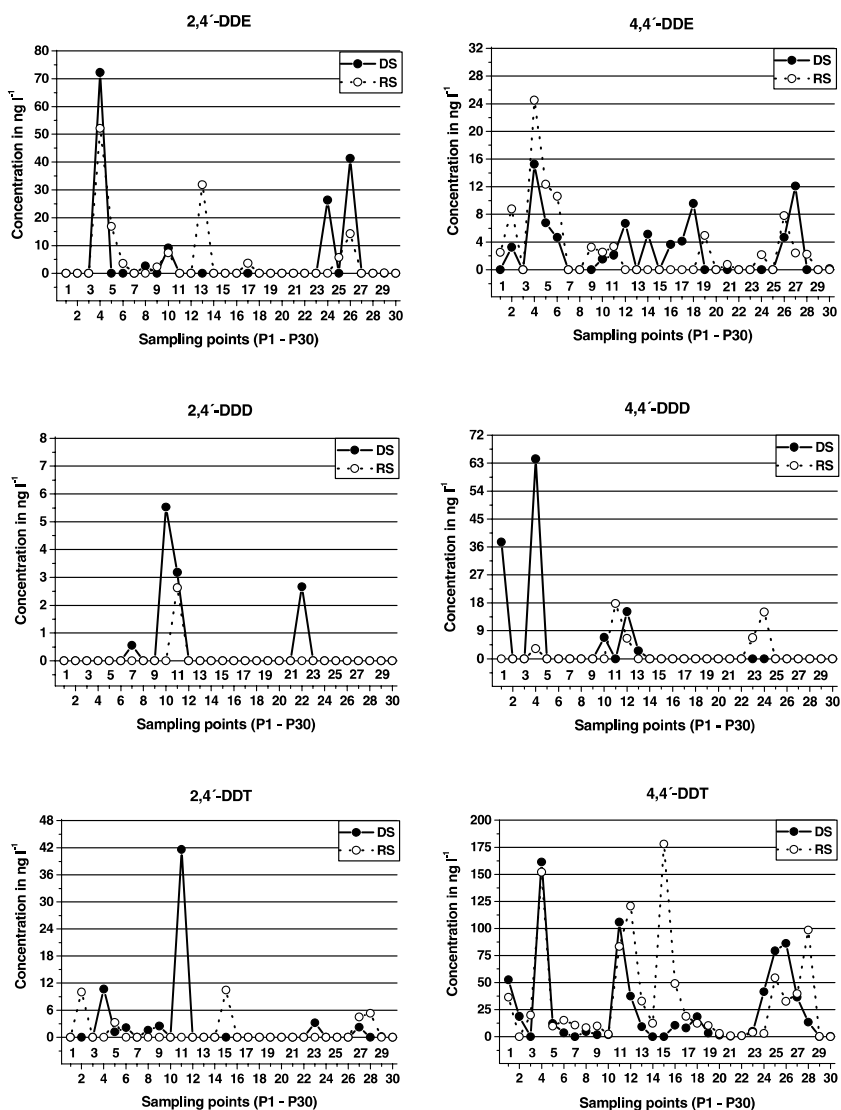 2,4´-DDE
80
70
60
50
40
30
20
10
0
Concentration in ng l⁻¹
DS
RS
1 3 5 7 9 11 13 15 17 19 21 23 25 27 29
2 4 6 8 10 12 14 16 18 20 22 24 26 28 30
Sampling points (P1 - P30)
4,4´-DDE
32
28
24
20
16
12
8
4
0
Concentration in ng l⁻¹
DS
RS
1 3 5 7 9 11 13 15 17 19 21 23 25 27 29
2 4 6 8 10 12 14 16 18 20 22 24 26 28 30
Sampling points (P1 - P30)
2,4´-DDD
8
7
6
5
4
3
2
1
0
Concentration in ng l⁻¹
DS
RS
1 3 5 7 9 11 13 15 17 19 21 23 25 27 29
2 4 6 8 10 12 14 16 18 20 22 24 26 28 30
Sampling points (P1 - P30)
4,4´-DDD
72
63
54
45
36
27
18
9
0
Concentration in ng l⁻¹
DS
RS
1 3 5 7 9 11 13 15 17 19 21 23 25 27 29
2 4 6 8 10 12 14 16 18 20 22 24 26 28 30
Sampling points (P1 - P30)
2,4´-DDT
48
42
36
30
24
18
12
6
0
Concentration in ng l⁻¹
DS
RS
1 3 5 7 9 11 13 15 17 19 21 23 25 27 29
2 4 6 8 10 12 14 16 18 20 22 24 26 28 30
Sampling points (P1 - P30)
4,4´-DDT
200
175
150
125
100
75
50
25
0
Concentration in ng l⁻¹
DS
RS
1 3 5 7 9 11 13 15 17 19 21 23 25 27 29
2 4 6 8 10 12 14 16 18 20 22 24 26 28 30
Sampling points (P1 - P30)